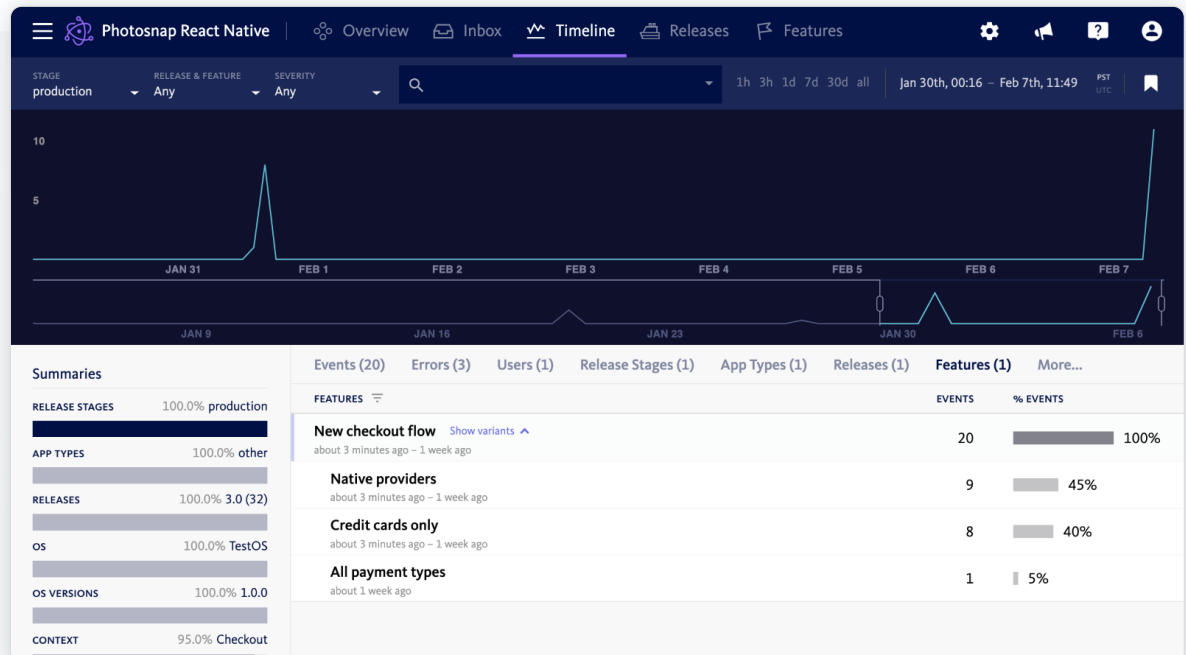 Photosnap React Native
Overview
Inbox
Timeline
Releases
Features
STAGE
production
RELEASE & FEATURE
Any
SEVERITY
Any
1h 3h 1d 7d 30d all
Jan 30th, 00:16 – Feb 7th, 11:49
PST
UTC
10
5
JAN 31 FEB 1 FEB 2 FEB 3 FEB 4 FEB 5 FEB 6 FEB 7
JAN 9 JAN 16 JAN 23 JAN 30 FEB 6
Summaries
RELEASE STAGES 100.0% production
APP TYPES 100.0% other
RELEASES 100.0% 3.0 (32)
OS 100.0% TestOS
OS VERSIONS 100.0% 1.0.0
CONTEXT 95.0% Checkout
Events (20) Errors (3) Users (1) Release Stages (1) App Types (1) Releases (1) Features (1) More...
FEATURES EVENTS % EVENTS
New checkout flow Show variants 20 100%
about 3 minutes ago – 1 week ago
Native providers 9 45%
about 3 minutes ago – 1 week ago
Credit cards only 8 40%
about 3 minutes ago – 1 week ago
All payment types 1 5%
about 1 week ago